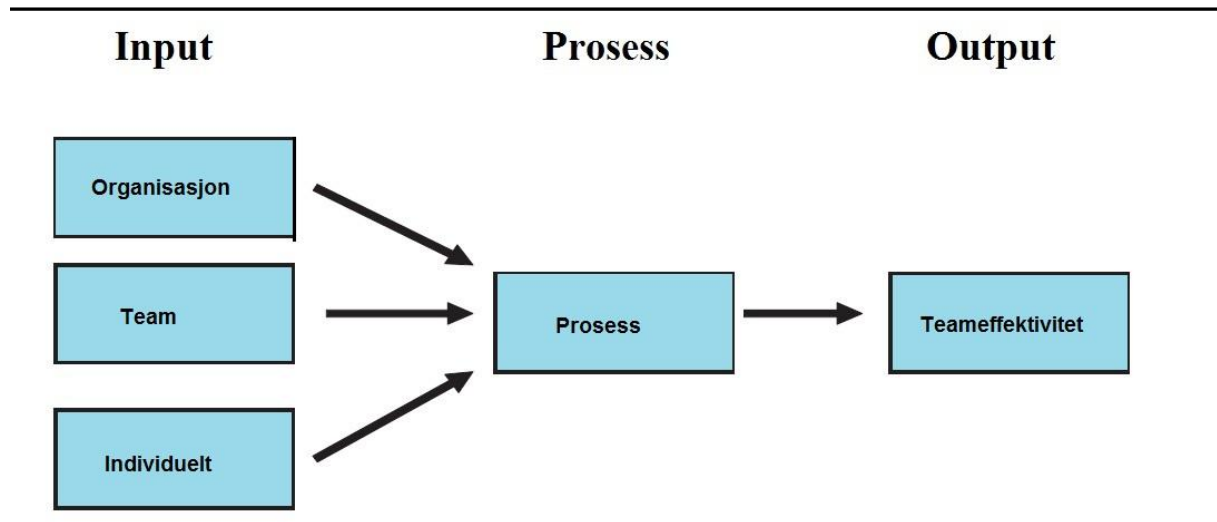 Input Prosess Output
Organisasjon
Team
Prosess
Teameffektivitet
Individuelt